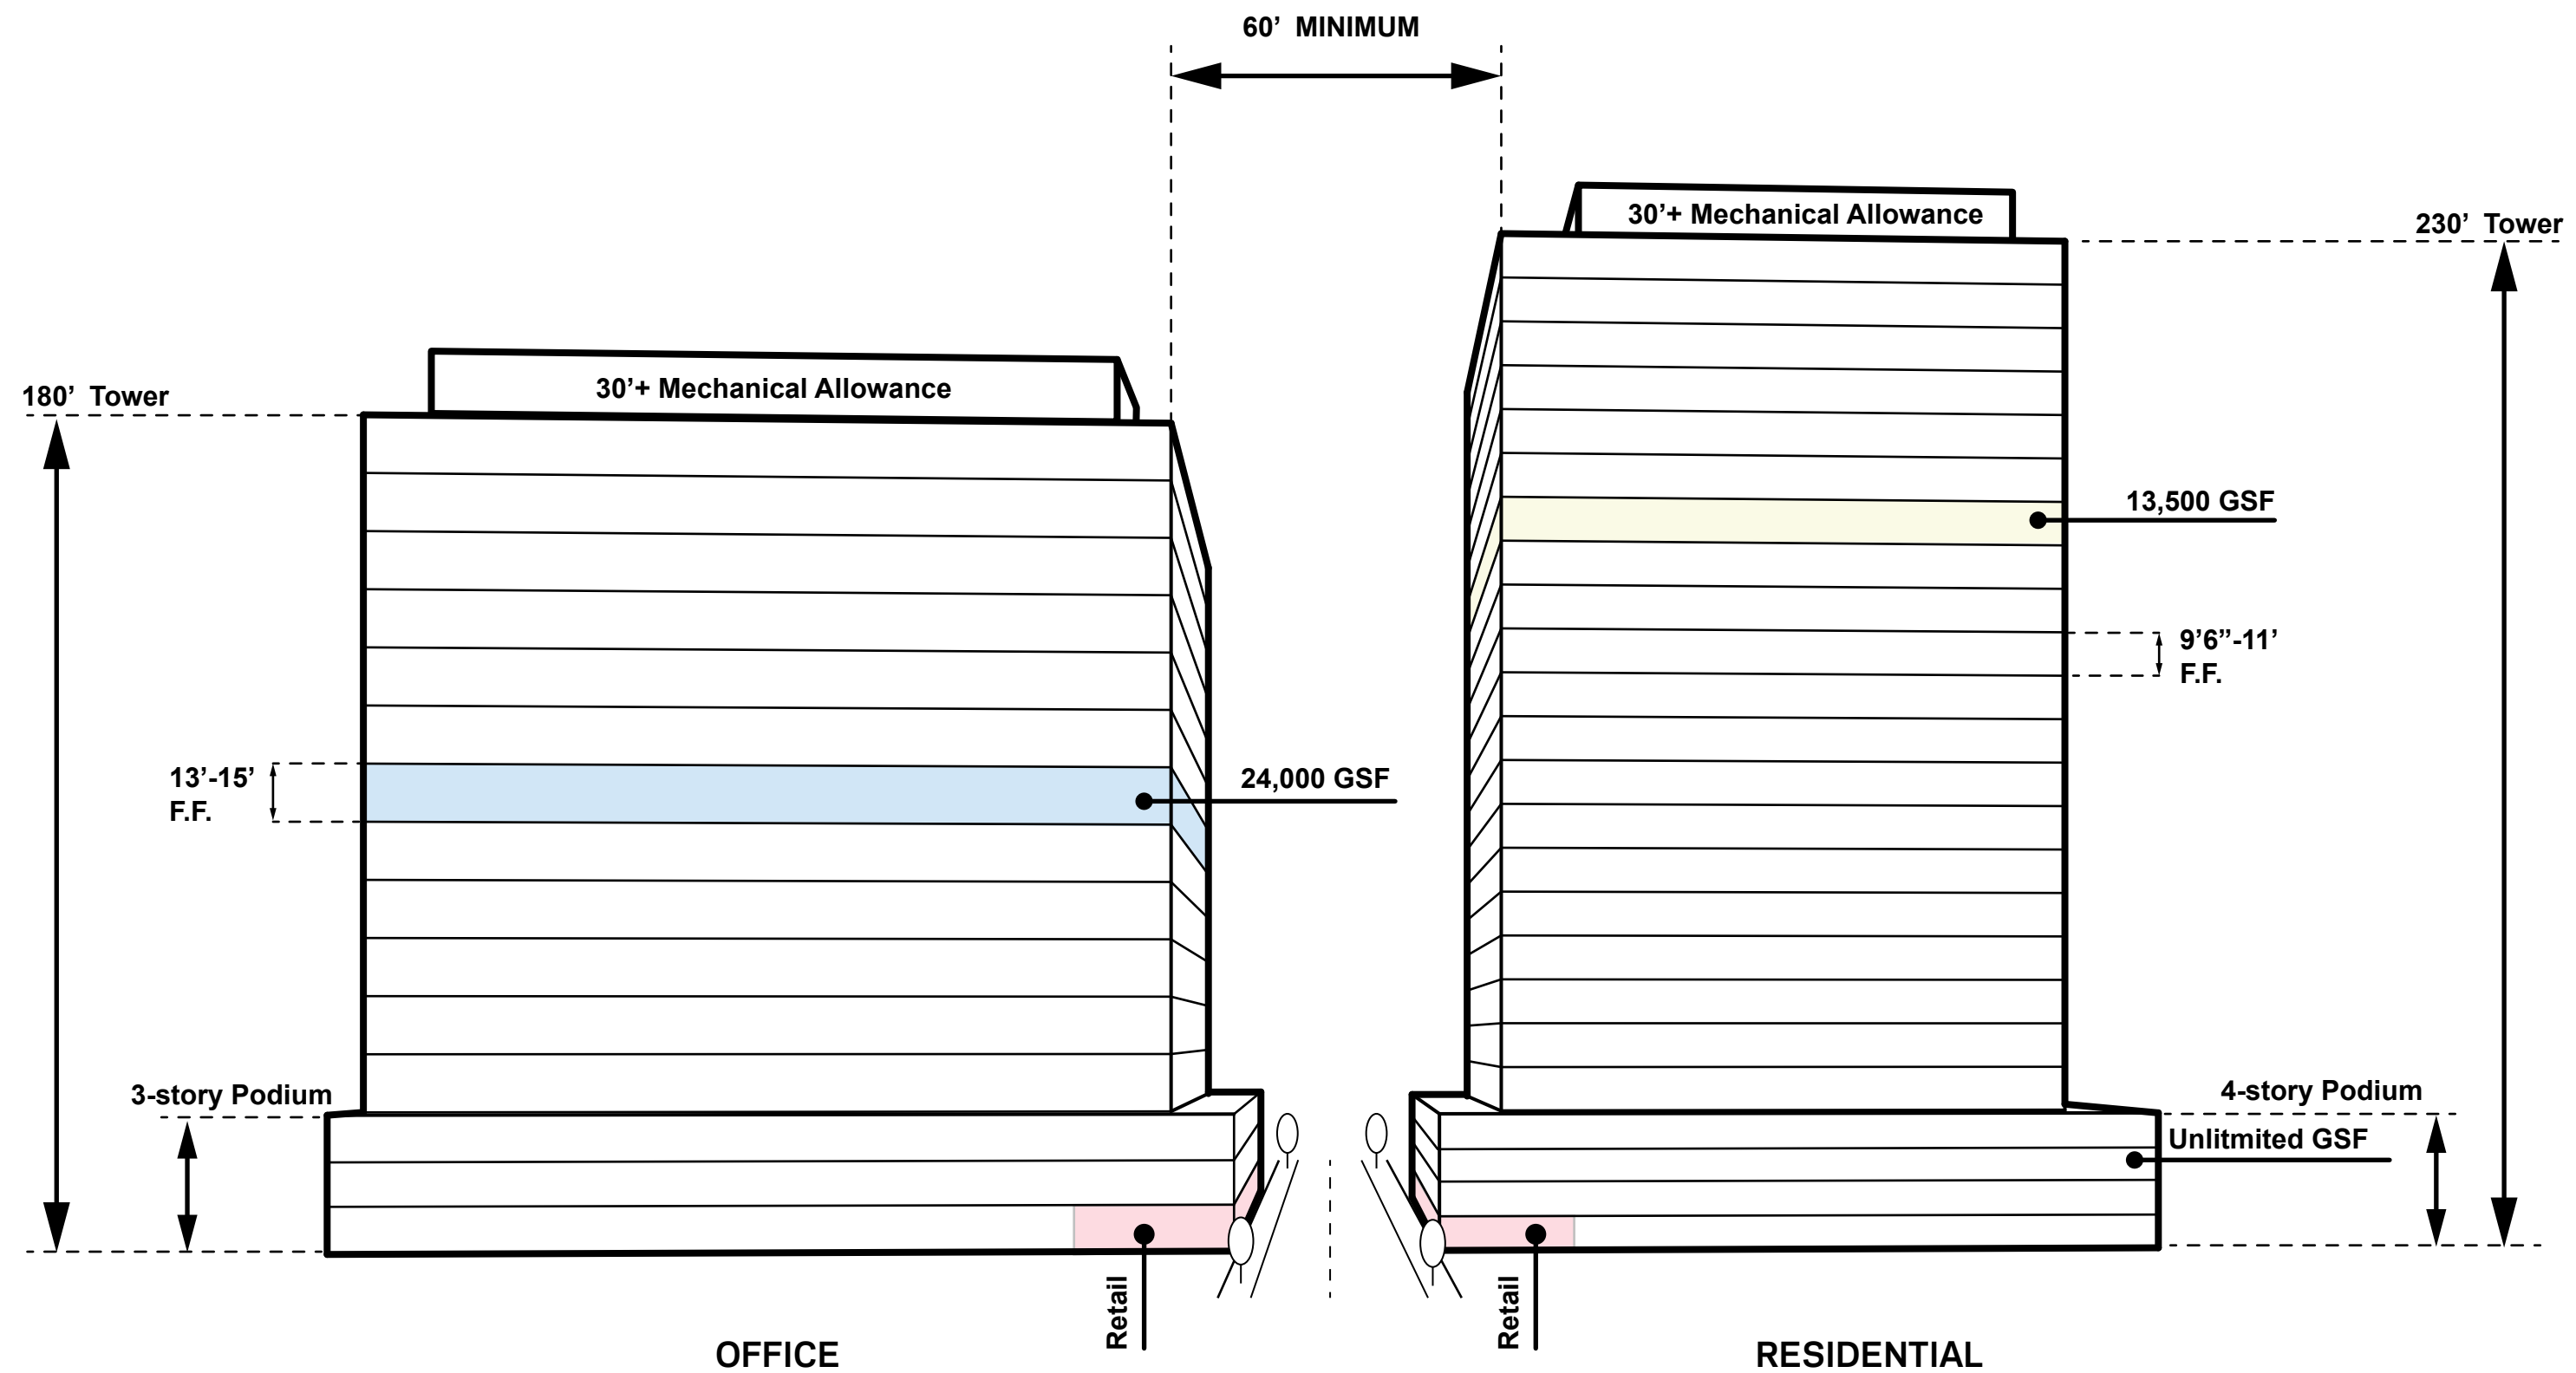 60’ MINIMUM
30’+ Mechanical Allowance
230’ Tower
30’+ Mechanical Allowance
180’ Tower
13,500 GSF
9’6”-11’
F.F.
13’-15’
F.F.
24,000 GSF
3-story Podium
4-story Podium
Unlitmited GSF
Retail
Retail
OFFICE
RESIDENTIAL